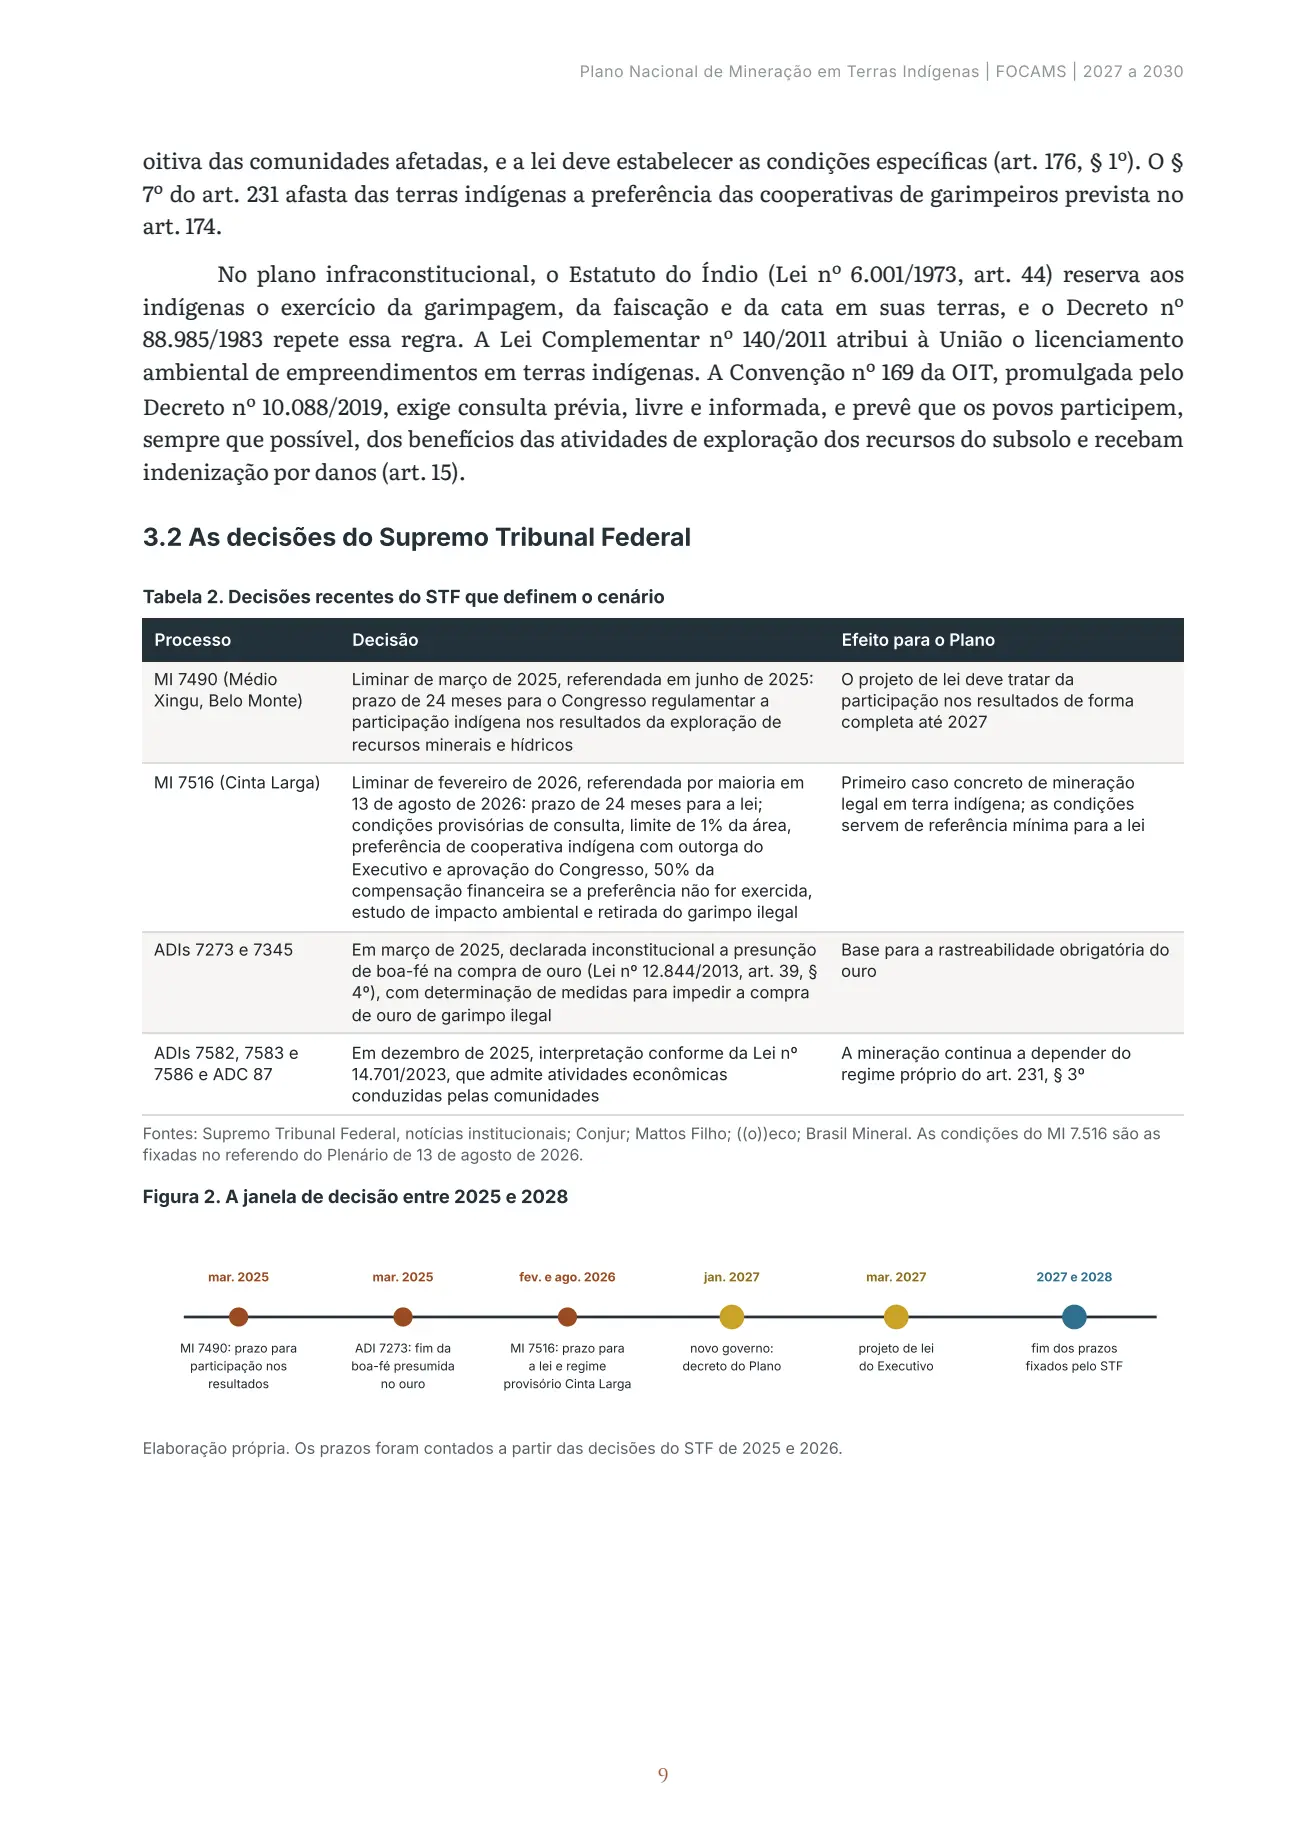 Plano Nacional de Mineração em Terras Indígenas | FOCAMS | 2027 a 2030
oitiva das comunidades afetadas, e a lei deve estabelecer as condições específicas (art. 176, § 1º). O §
7º do art. 231 afasta das terras indígenas a preferência das cooperativas de garimpeiros prevista no
art. 174.
No plano infraconstitucional, o Estatuto do Índio (Lei nº 6.001/1973, art. 44) reserva aos
indígenas o exercício da garimpagem, da faiscação e da cata em suas terras, e o Decreto nº
88.985/1983 repete essa regra. A Lei Complementar nº 140/2011 atribui à União o licenciamento
ambiental de empreendimentos em terras indígenas. A Convenção nº 169 da OIT, promulgada pelo
Decreto nº 10.088/2019, exige consulta prévia, livre e informada, e prevê que os povos participem,
sempre que possível, dos benefícios das atividades de exploração dos recursos do subsolo e recebam
indenização por danos (art. 15).
3.2 As decisões do Supremo Tribunal Federal
Tabela 2. Decisões recentes do STF que definem o cenário
Processo
Decisão
Efeito para o Plano
MI 7490 (Médio
Xingu, Belo Monte)
Liminar de março de 2025, referendada em junho de 2025:
prazo de 24 meses para o Congresso regulamentar a
participação indígena nos resultados da exploração de
recursos minerais e hídricos
O projeto de lei deve tratar da
participação nos resultados de forma
completa até 2027
MI 7516 (Cinta Larga)
Liminar de fevereiro de 2026, referendada por maioria em
13 de agosto de 2026: prazo de 24 meses para a lei;
condições provisórias de consulta, limite de 1% da área,
preferência de cooperativa indígena com outorga do
Executivo e aprovação do Congresso, 50% da
compensação financeira se a preferência não for exercida,
estudo de impacto ambiental e retirada do garimpo ilegal
Primeiro caso concreto de mineração
legal em terra indígena; as condições
servem de referência mínima para a lei
ADIs 7273 e 7345
Em março de 2025, declarada inconstitucional a presunção
de boa-fé na compra de ouro (Lei nº 12.844/2013, art. 39, §
4º), com determinação de medidas para impedir a compra
de ouro de garimpo ilegal
Base para a rastreabilidade obrigatória do
ouro
ADIs 7582, 7583 e
7586 e ADC 87
Em dezembro de 2025, interpretação conforme da Lei nº
14.701/2023, que admite atividades econômicas
conduzidas pelas comunidades
A mineração continua a depender do
regime próprio do art. 231, § 3º
Fontes: Supremo Tribunal Federal, notícias institucionais; Conjur; Mattos Filho; ((o))eco; Brasil Mineral. As condições do MI 7.516 são as
fixadas no referendo do Plenário de 13 de agosto de 2026.
Figura 2. A janela de decisão entre 2025 e 2028
mar. 2025
mar. 2025
fev. e ago. 2026
jan. 2027
mar. 2027
2027 e 2028
MI 7490: prazo para
participação nos
resultados
ADI 7273: fim da
boa-fé presumida
no ouro
MI 7516: prazo para
a lei e regime
provisório Cinta Larga
novo governo:
decreto do Plano
projeto de lei
do Executivo
fim dos prazos
fixados pelo STF
Elaboração própria. Os prazos foram contados a partir das decisões do STF de 2025 e 2026.
9